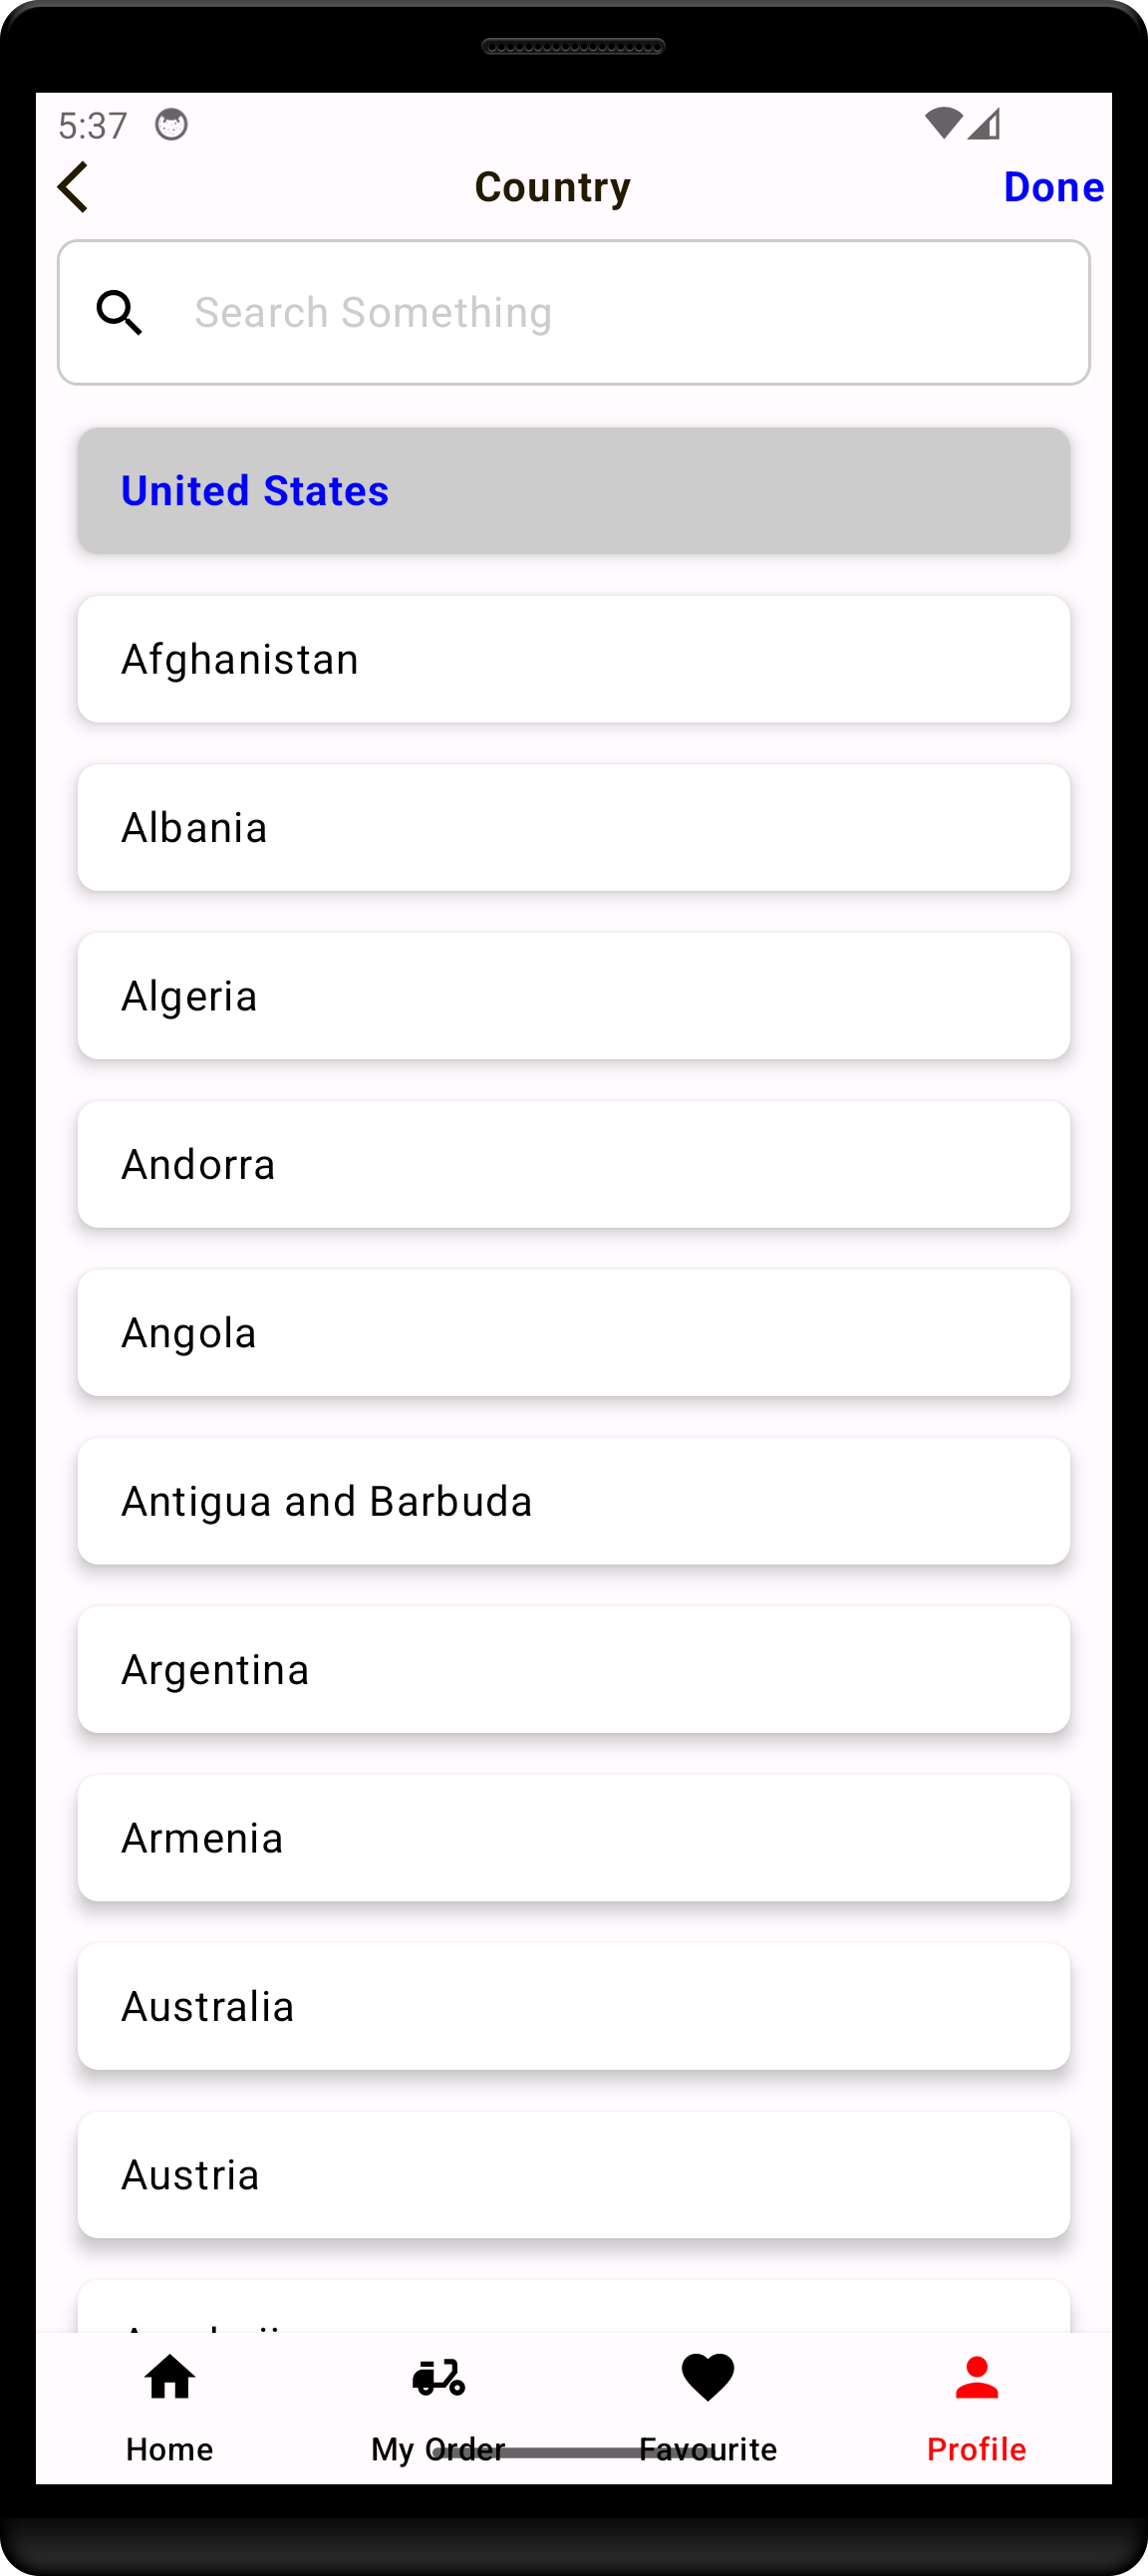 5:37
Country
Done
Search Something
United States
Afghanistan
Albania
Algeria
Andorra
Angola
Antigua and Barbuda
Argentina
Armenia
Australia
Austria
Home
My Order
Favourite
Profile